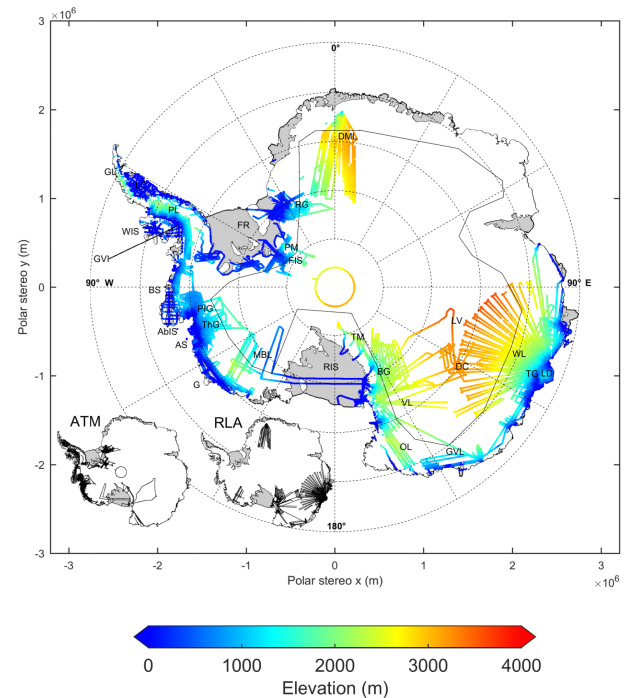 ×10⁶
3
2
1
0
-1
-2
-3
Polar stereo y (m)
0°
DML
GL
PL
RG
WIS
FR
GVI
PM
FIS
90° W
90° E
BS
PIG
AbIS
ThG
AS
MBL
G
RIS
TM
BG
LV
DC
WL
TG LD
VL
OL
GVL
ATM
RLA
180°
-3 -2 -1 0 1 2 3
Polar stereo x (m)
×10⁶
0 1000 2000 3000 4000
Elevation (m)